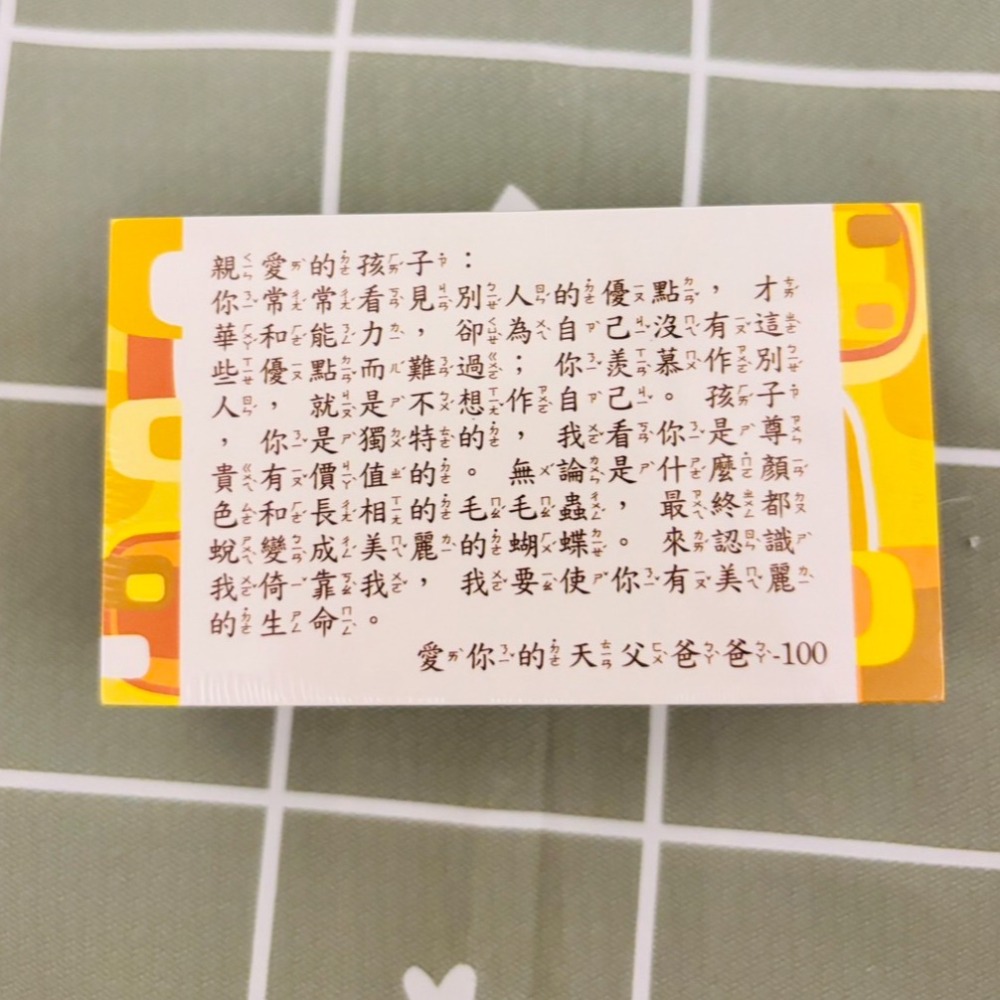 親愛的孩子：
你常常看見別人的優點，才
華和能力，卻為自己沒有這
些優點而難過；你羨慕作別
人，就是不想作自己。孩子
，你是獨特的，我看你是尊
貴有價值的。無論是什麼顏
色和長相的毛毛蟲，最終都
蛻變成美麗的蝴蝶。來認識
我倚靠我，我要使你有美麗
的生命。
愛你的天父爸爸-100